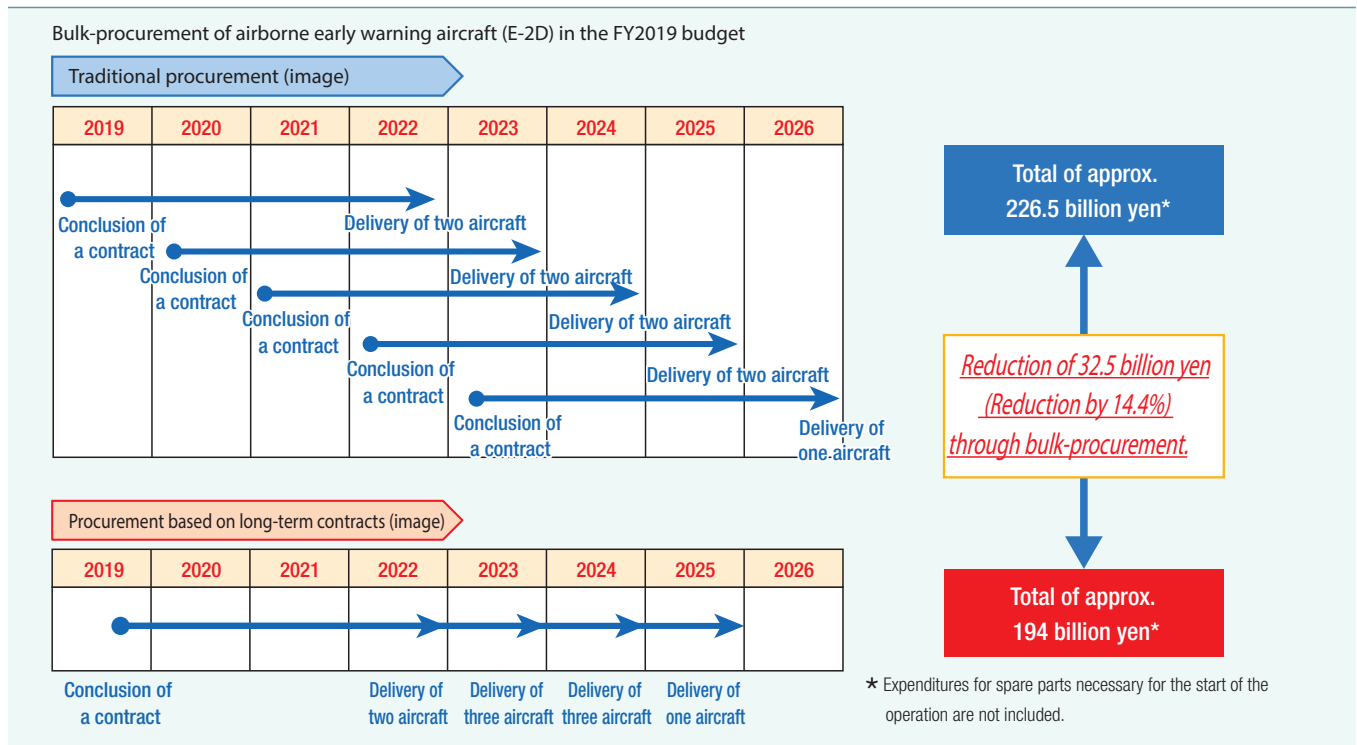 Bulk-procurement of airborne early warning aircraft (E-2D) in the FY2019 budget
Traditional procurement (image)
2019 2020 2021 2022 2023 2024 2025 2026
Conclusion of
a contract
Delivery of two aircraft
Conclusion of
a contract
Delivery of two aircraft
Conclusion of
a contract
Delivery of two aircraft
Conclusion of
a contract
Delivery of two aircraft
Conclusion of
a contract
Delivery of
one aircraft
Total of approx.
226.5 billion yen*
Reduction of 32.5 billion yen
(Reduction by 14.4%)
through bulk-procurement.
Total of approx.
194 billion yen*
Procurement based on long-term contracts (image)
2019 2020 2021 2022 2023 2024 2025 2026
Conclusion of
a contract
Delivery of
two aircraft
Delivery of
three aircraft
Delivery of
three aircraft
Delivery of
one aircraft
* Expenditures for spare parts necessary for the start of the
operation are not included.